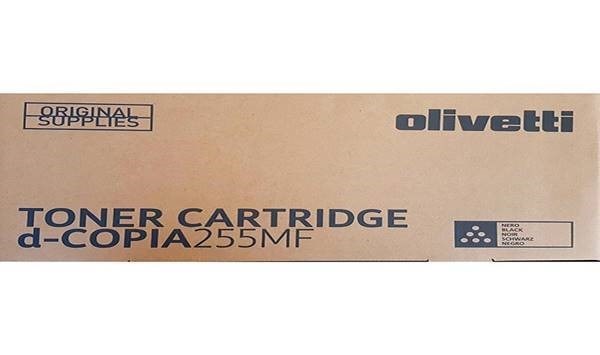 ORIGINAL
SUPPLIES
olivetti
TONER CARTRIDGE
d-COPIA255MF
NERO
BLACK
NOIR
SCHWARZ
NEGRO